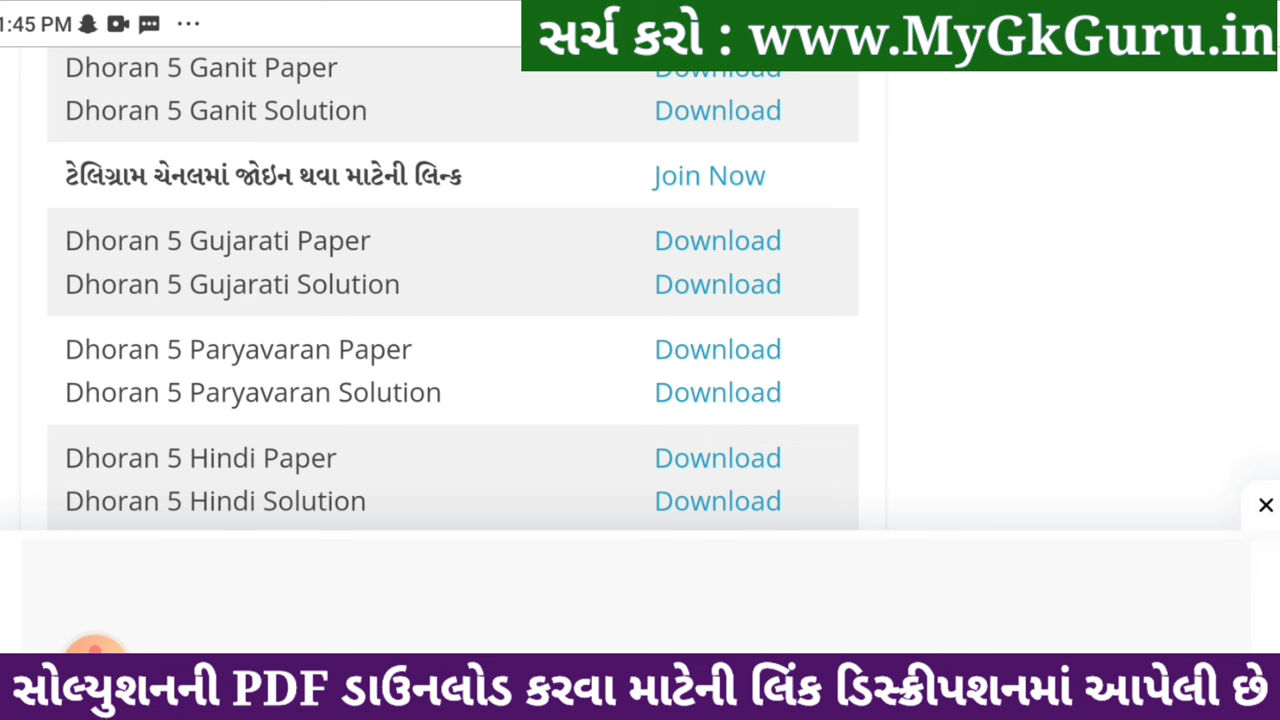 1:45 PM
સર્ચ કરો : www.MyGkGuru.in
Dhoran 5 Ganit Paper Download
Dhoran 5 Ganit Solution Download
ટેલિગ્રામ ચેનલમાં જોઇન થવા માટેની લિન્ક Join Now
Dhoran 5 Gujarati Paper Download
Dhoran 5 Gujarati Solution Download
Dhoran 5 Paryavaran Paper Download
Dhoran 5 Paryavaran Solution Download
Dhoran 5 Hindi Paper Download
Dhoran 5 Hindi Solution Download
સોલ્યુશનની PDF ડાઉનલોડ કરવા માટેની લિંક ડિસ્ક્રીપશનમાં આપેલી છે